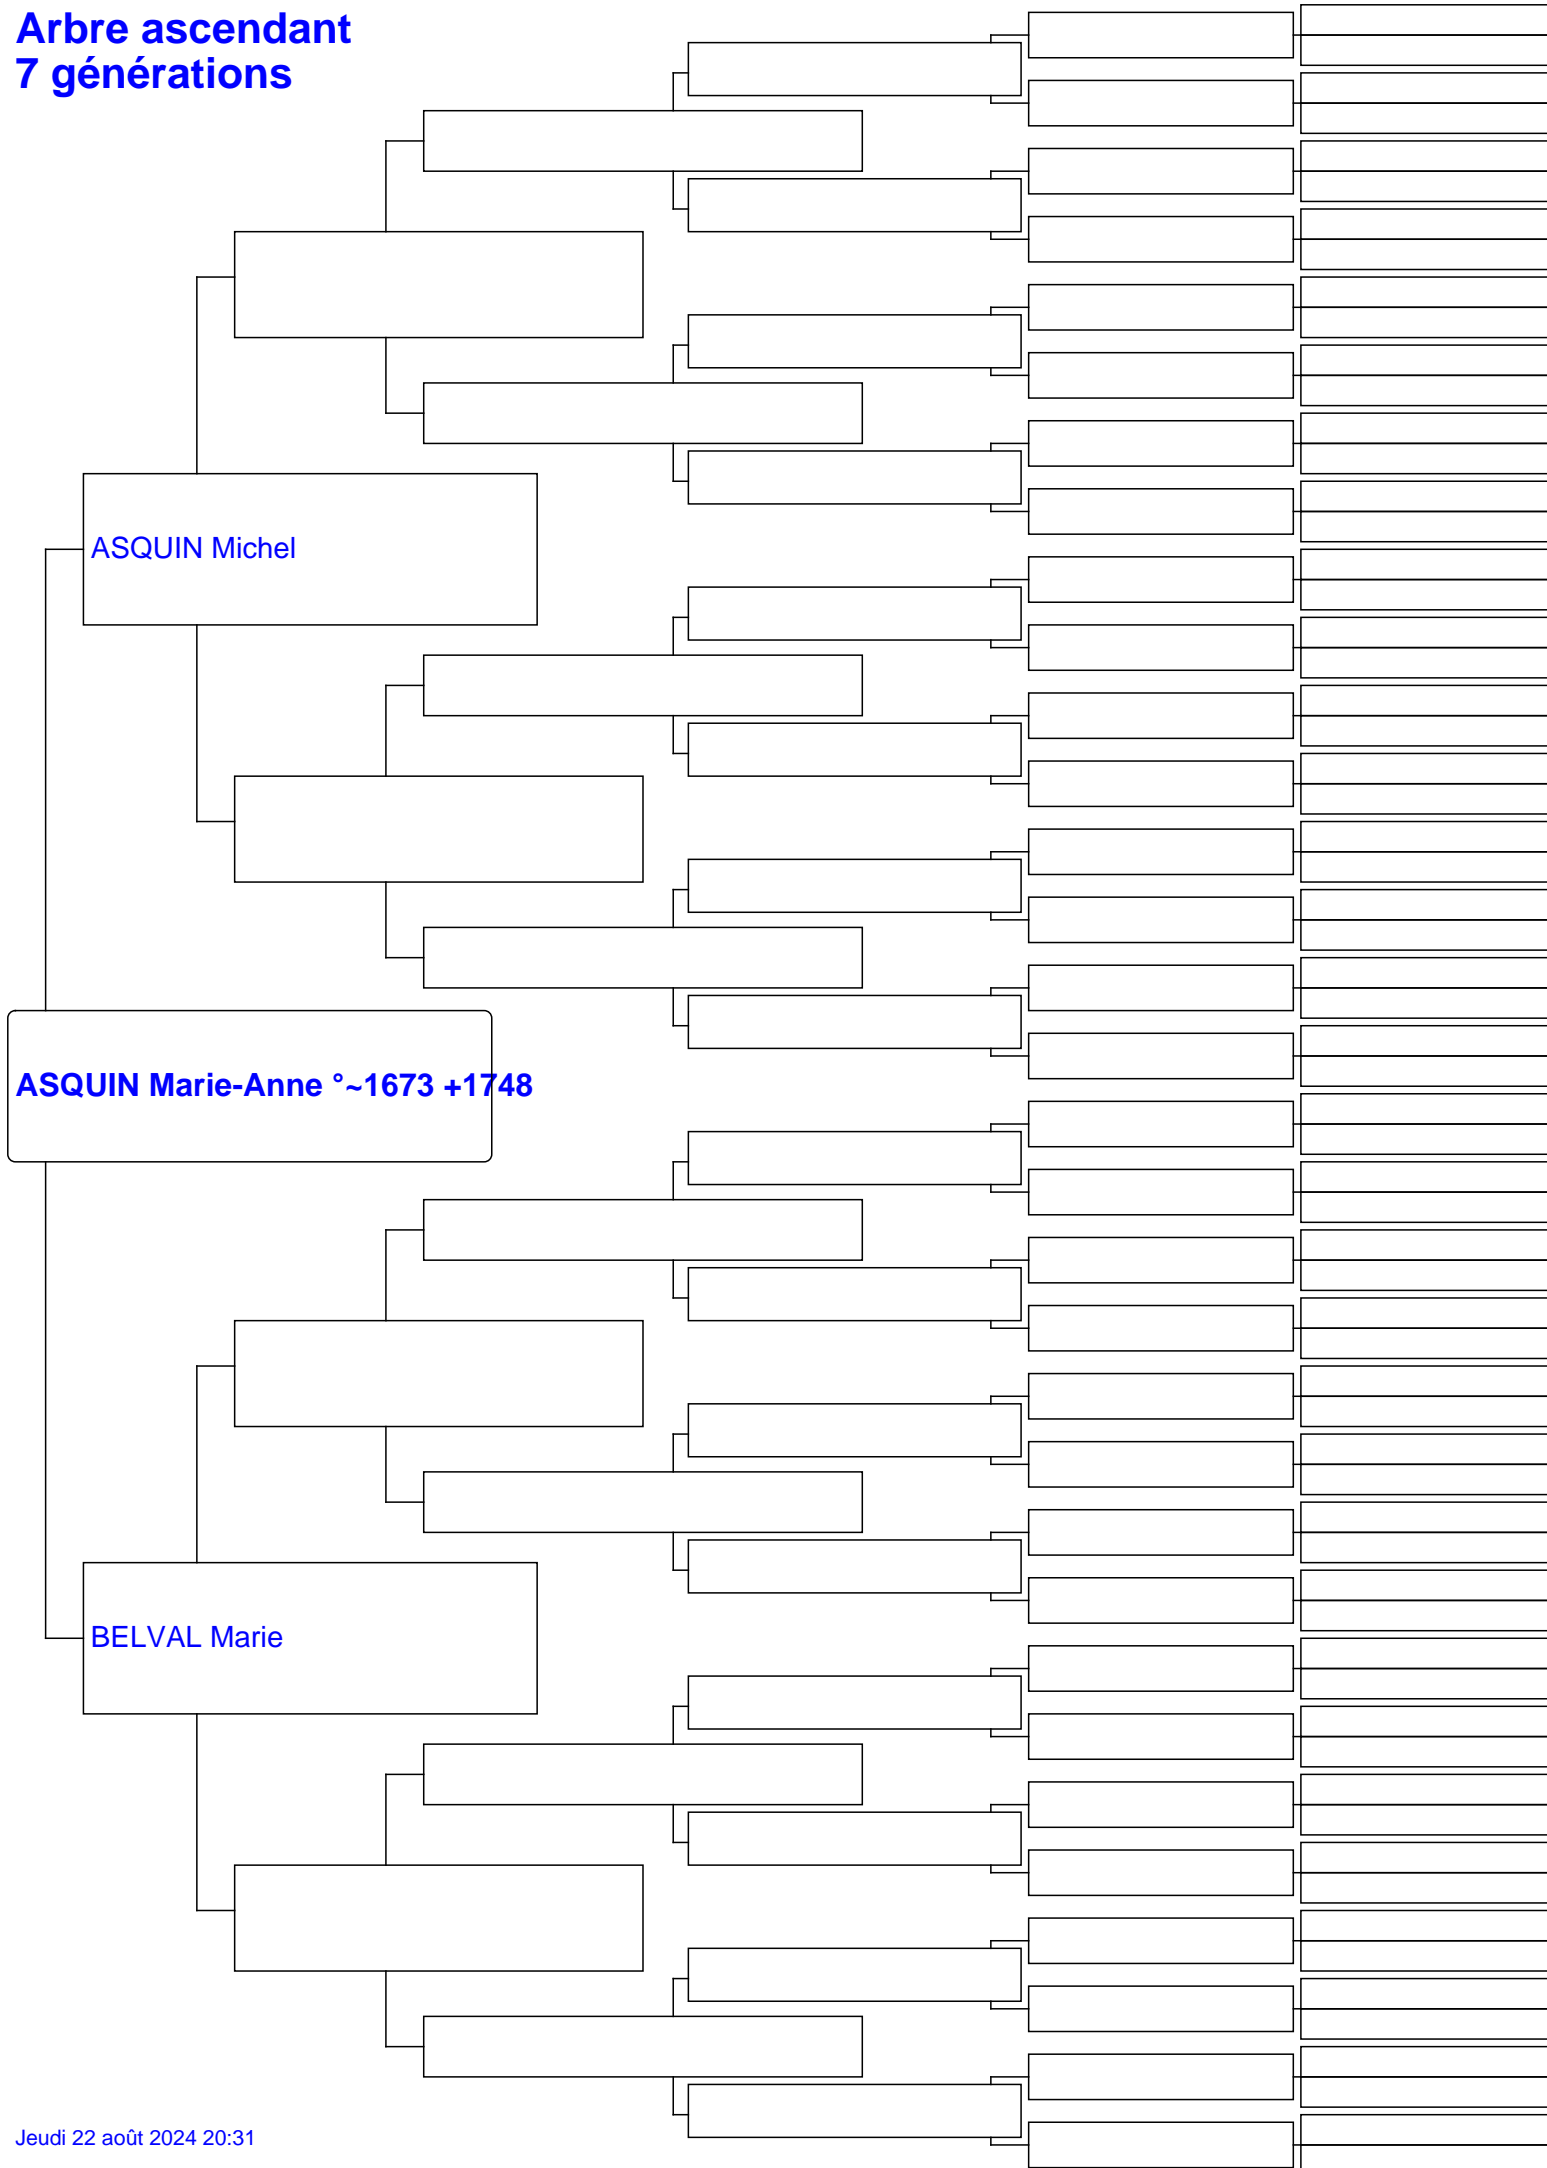 Arbre ascendant
7 générations
ASQUIN Michel
ASQUIN Marie-Anne °~1673 +1748
BELVAL Marie
Jeudi 22 août 2024 20:31